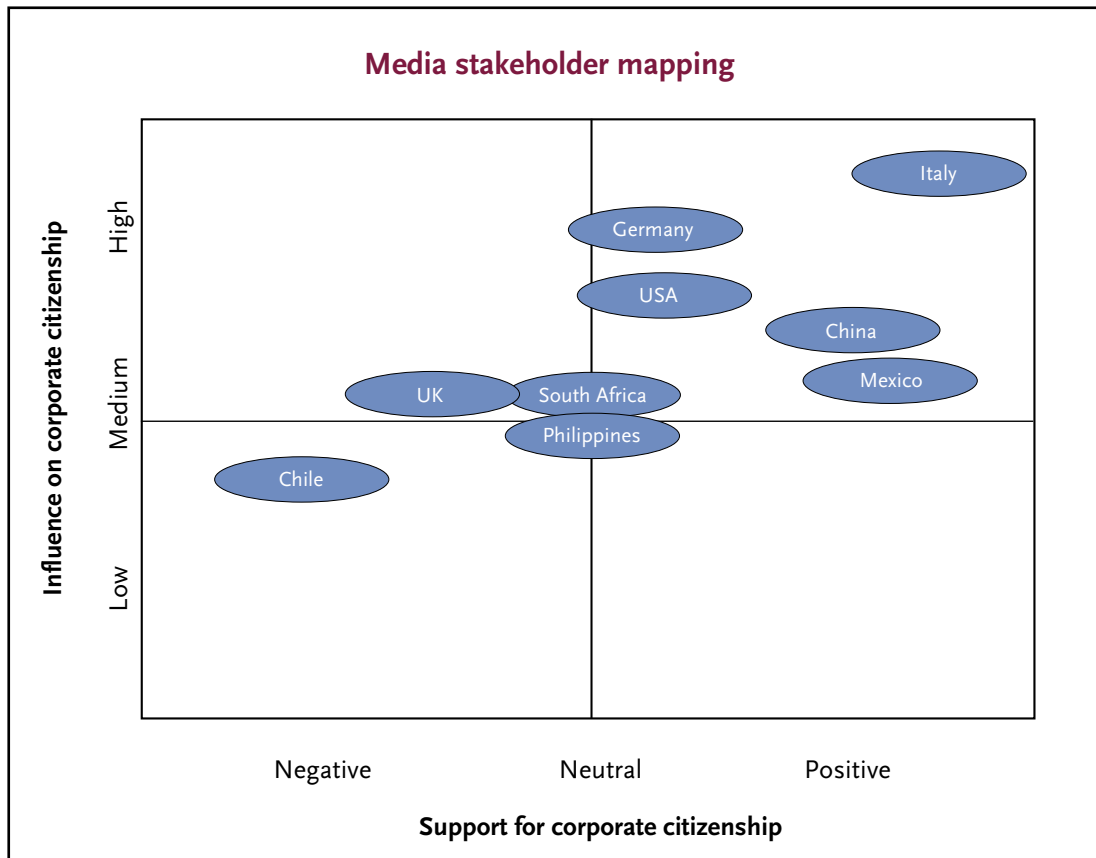 Media stakeholder mapping
Influence on corporate citizenship
High
Medium
Low
Italy
Germany
USA
China
Mexico
UK
South Africa
Philippines
Chile
Negative
Neutral
Positive
Support for corporate citizenship